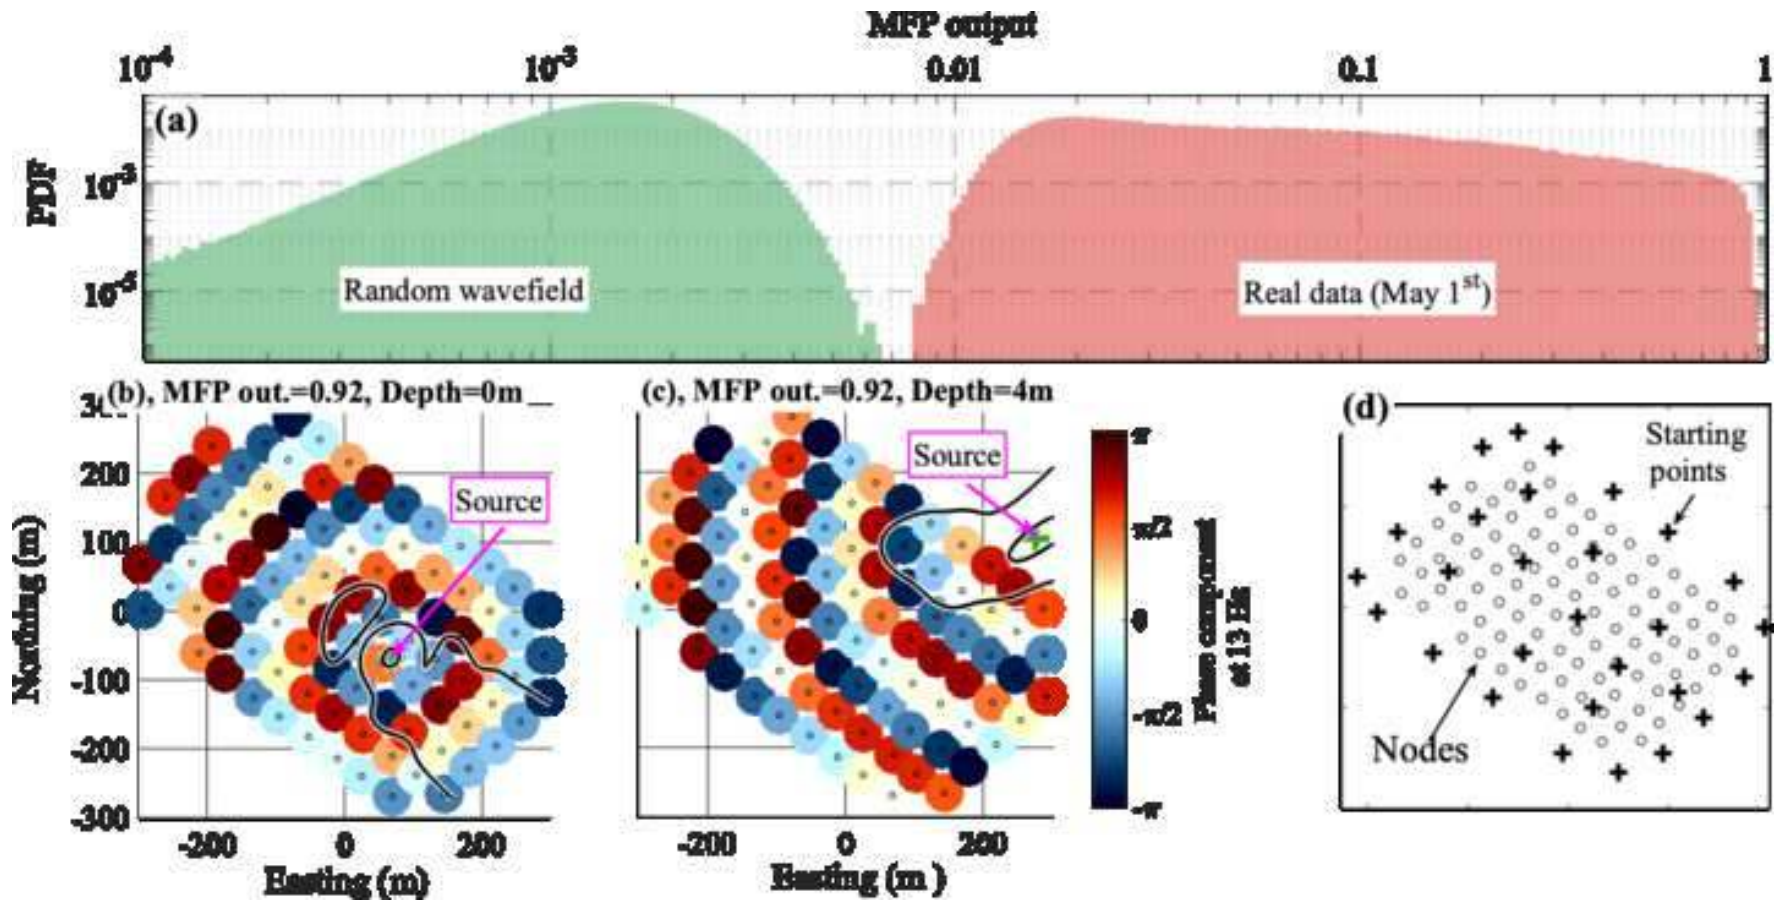 MFP output
10⁻⁴ 10⁻³ 0.01 0.1 1
(a)
PDF
10⁻³
10⁻⁵
Random wavefield
Real data (May 1st)
(b), MFP out.=0.92, Depth=0m
(c), MFP out.=0.92, Depth=4m
(d)
Northing (m)
200
100
0
-100
-200
-300
Source
-200 0 200
Easting (m)
Source
-200 0 200
Easting (m )
π
π/2
0
-π/2
-π
Phase component
at 13 Hz
Starting
points
Nodes